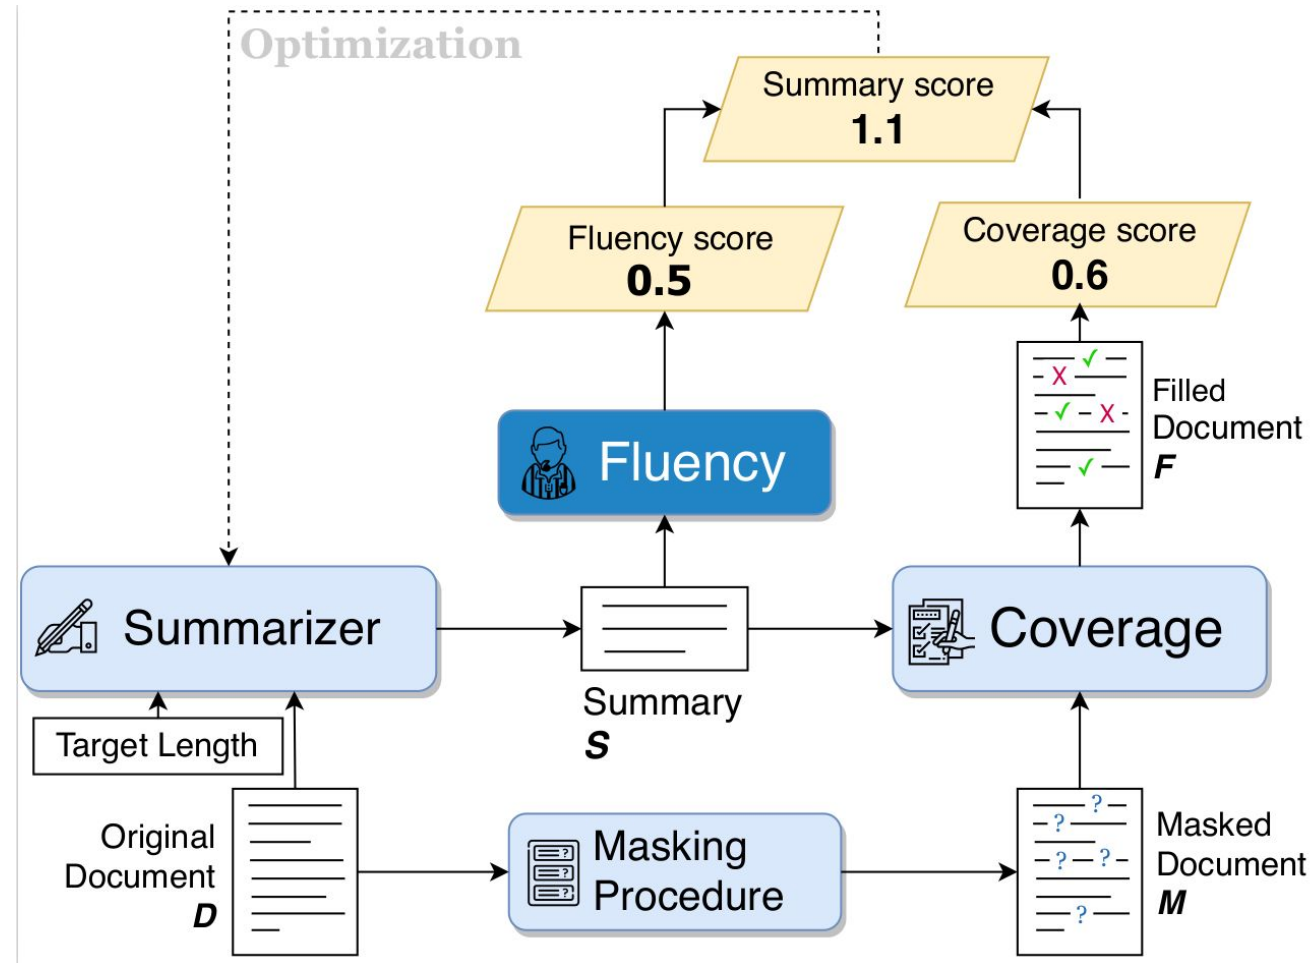 Optimization
Summary score
1.1
Fluency score
0.5
Coverage score
0.6
Filled
Document
F
Fluency
Summarizer
Coverage
Summary
S
Target Length
Original
Document
D
Masking
Procedure
Masked
Document
M
? 
?
? ?
?